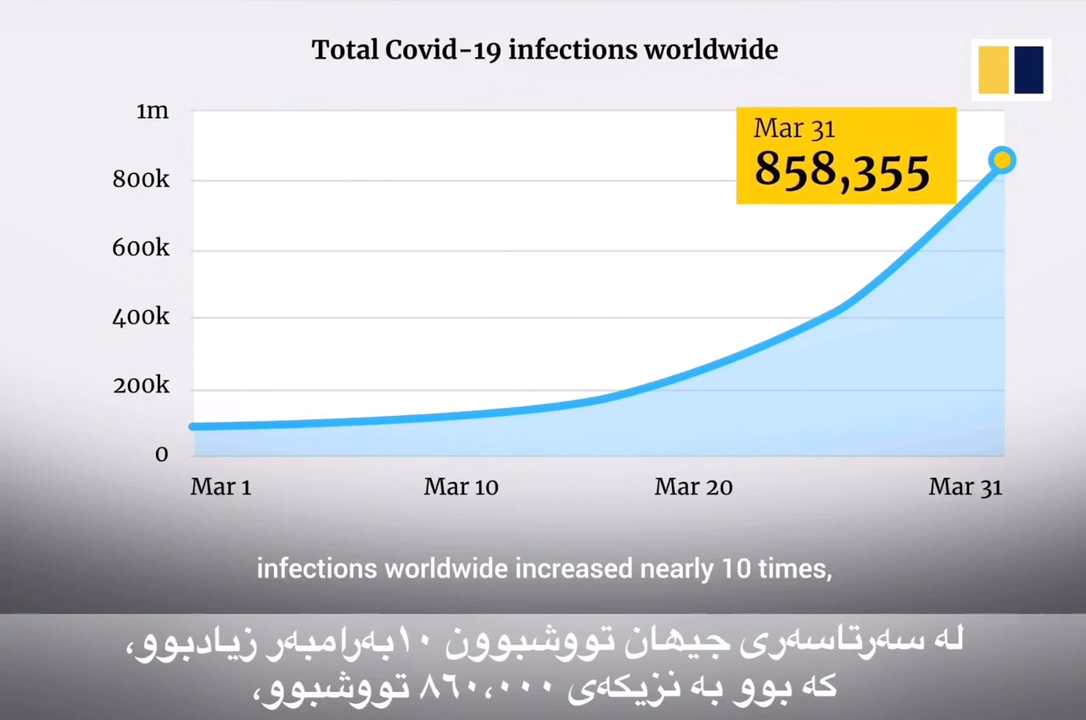 Total Covid-19 infections worldwide
1m
Mar 31
858,355
800k
600k
400k
200k
0
Mar 1
Mar 10
Mar 20
Mar 31
infections worldwide increased nearly 10 times,
لە سەرتاسەری جیهان تووشبوون ١٠بەرامبەر زیادبوو،
کە بوو بە نزیکەی ٨٦٠،٠٠٠ تووشبوو،